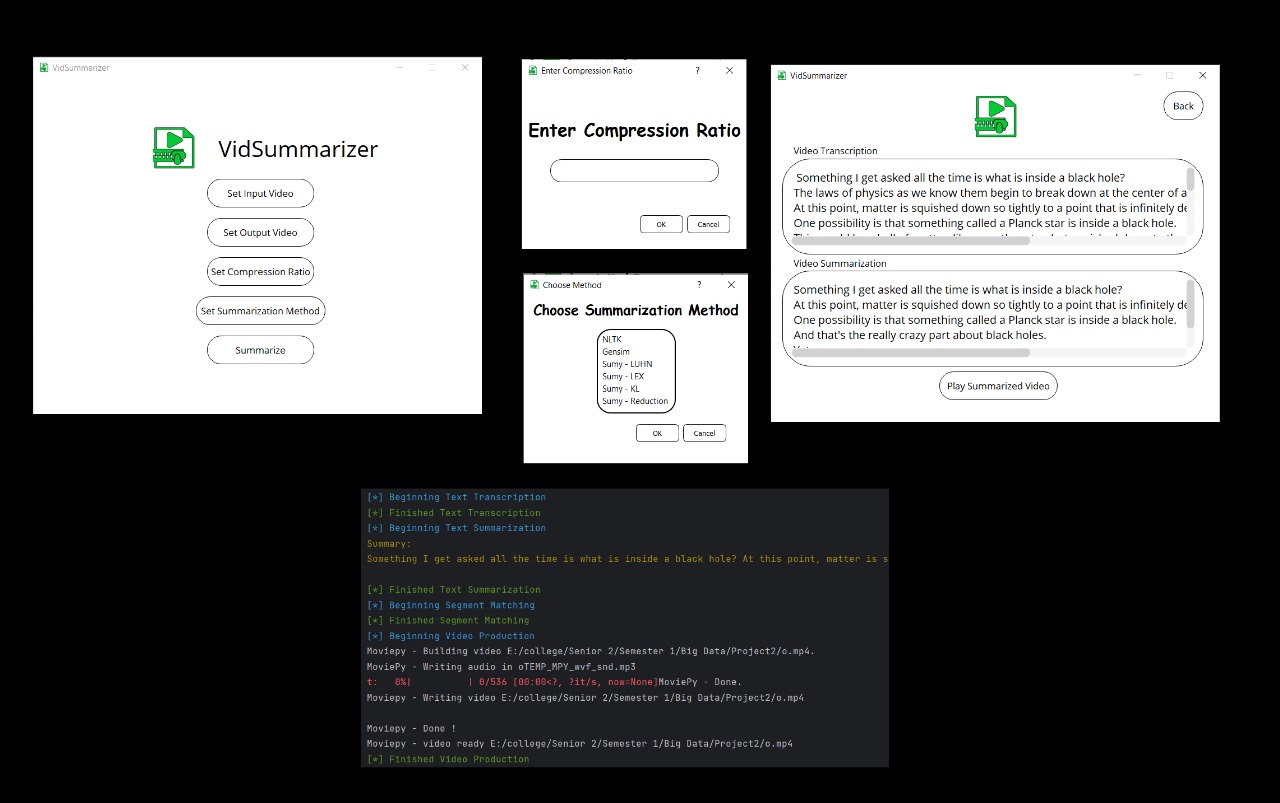 VidSummarizer
VidSummarizer
Set Input Video
Set Output Video
Set Compression Ratio
Set Summarization Method
Summarize
Enter Compression Ratio
?
Enter Compression Ratio
OK Cancel
Choose Method
?
Choose Summarization Method
NLTK
Gensim
Sumy - LUHN
Sumy - LEX
Sumy - KL
Sumy - Reduction
OK Cancel
VidSummarizer
Back
Video Transcription
Something I get asked all the time is what is inside a black hole?
The laws of physics as we know them begin to break down at the center of a
At this point, matter is squished down so tightly to a point that is infinitely de
One possibility is that something called a Planck star is inside a black hole.
Video Summarization
Something I get asked all the time is what is inside a black hole?
At this point, matter is squished down so tightly to a point that is infinitely de
One possibility is that something called a Planck star is inside a black hole.
And that's the really crazy part about black holes.
Play Summarized Video
[*] Beginning Text Transcription
[*] Finished Text Transcription
[*] Beginning Text Summarization
Summary:
Something I get asked all the time is what is inside a black hole? At this point, matter is s
[*] Finished Text Summarization
[*] Beginning Segment Matching
[*] Finished Segment Matching
[*] Beginning Video Production
Moviepy - Building video E:/college/Senior 2/Semester 1/Big Data/Project2/o.mp4.
MoviePy - Writing audio in oTEMP_MPY_wvf_snd.mp3
t:   0%|          | 0/536 [00:00<?, ?it/s, now=None]MoviePy - Done.
Moviepy - Writing video E:/college/Senior 2/Semester 1/Big Data/Project2/o.mp4
Moviepy - Done !
Moviepy - video ready E:/college/Senior 2/Semester 1/Big Data/Project2/o.mp4
[*] Finished Video Production